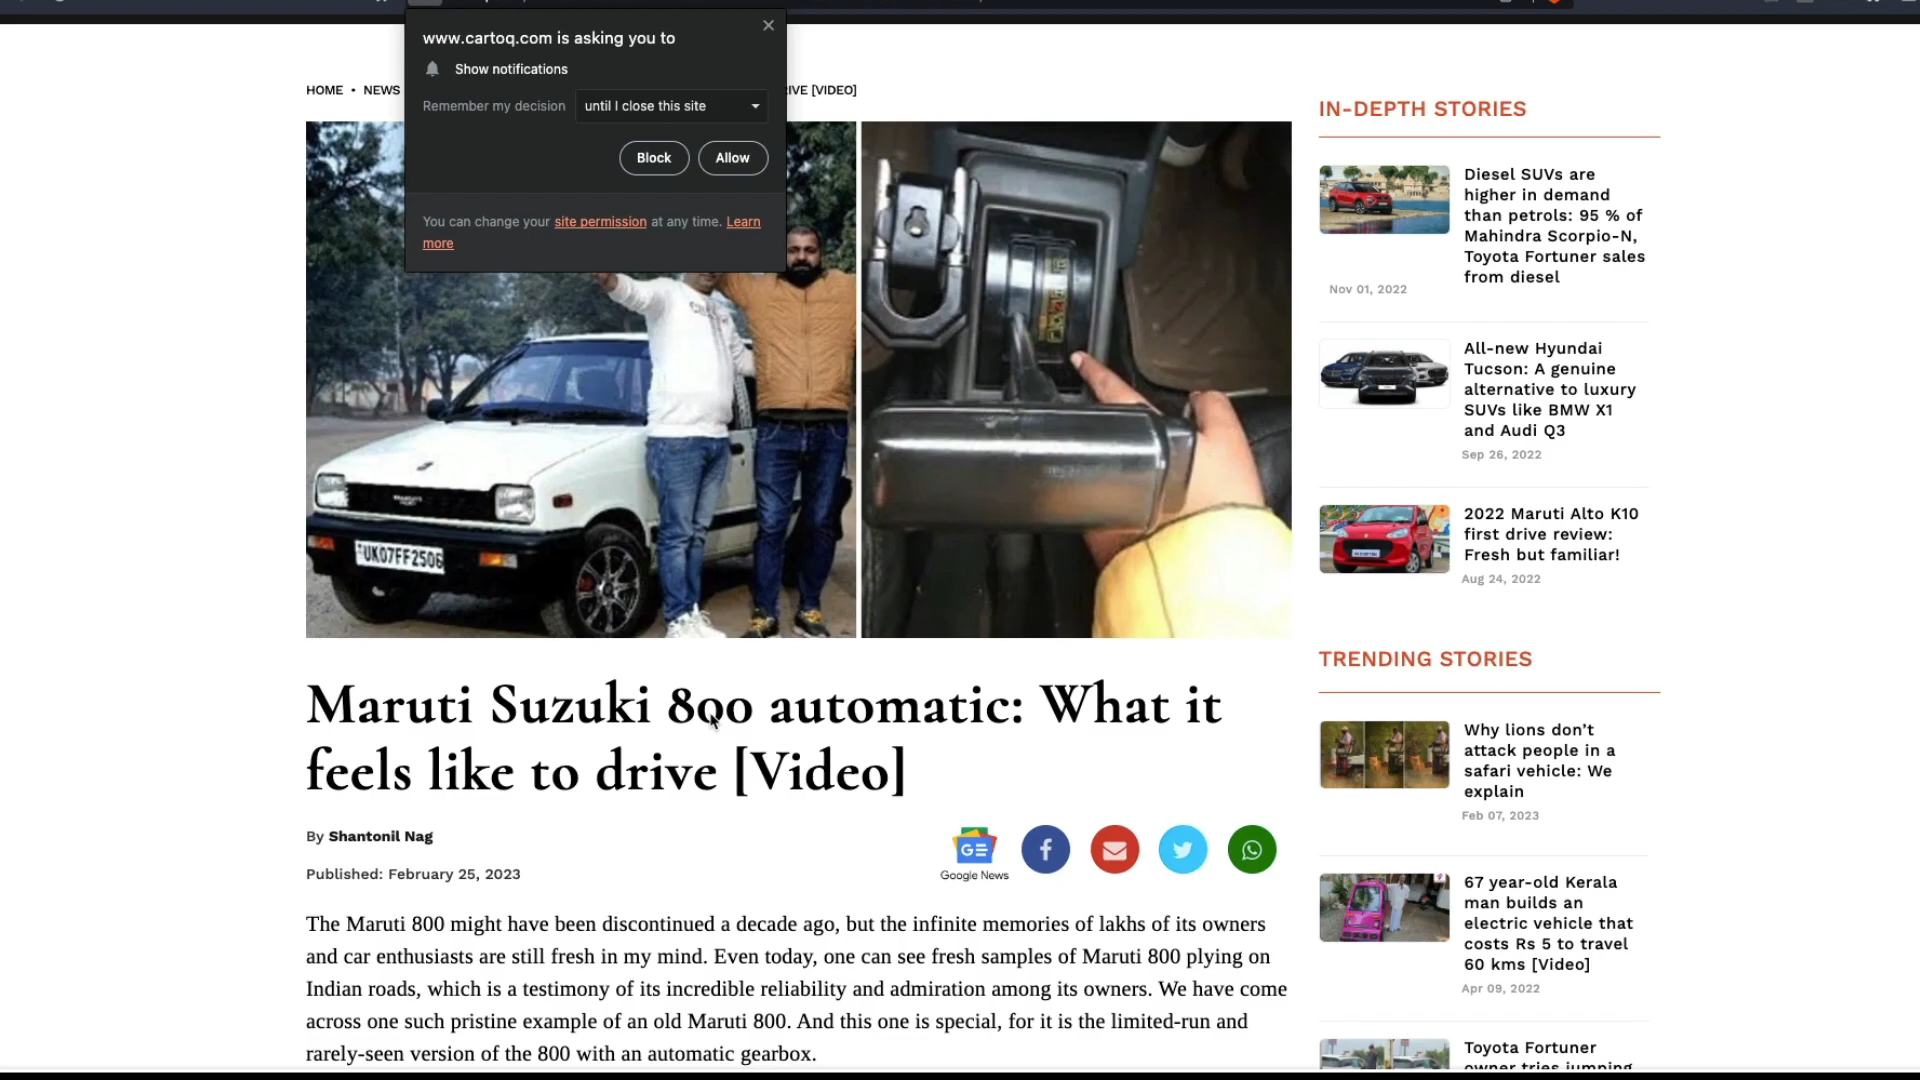 www.cartoq.com is asking you to
Show notifications
Remember my decision until I close this site
Block Allow
You can change your site permission at any time. Learn
more
HOME • NEWS
RIVE [VIDEO]
UK07FF2506
Maruti Suzuki 800 automatic: What it
feels like to drive [Video]
By Shantonil Nag
Published: February 25, 2023
GE
Google News
The Maruti 800 might have been discontinued a decade ago, but the infinite memories of lakhs of its owners
and car enthusiasts are still fresh in my mind. Even today, one can see fresh samples of Maruti 800 plying on
Indian roads, which is a testimony of its incredible reliability and admiration among its owners. We have come
across one such pristine example of an old Maruti 800. And this one is special, for it is the limited-run and
rarely-seen version of the 800 with an automatic gearbox.
IN-DEPTH STORIES
Diesel SUVs are
higher in demand
than petrols: 95 % of
Mahindra Scorpio-N,
Toyota Fortuner sales
from diesel
Nov 01, 2022
All-new Hyundai
Tucson: A genuine
alternative to luxury
SUVs like BMW X1
and Audi Q3
Sep 26, 2022
2022 Maruti Alto K10
first drive review:
Fresh but familiar!
Aug 24, 2022
TRENDING STORIES
Why lions don’t
attack people in a
safari vehicle: We
explain
Feb 07, 2023
67 year-old Kerala
man builds an
electric vehicle that
costs Rs 5 to travel
60 kms [Video]
Apr 09, 2022
Toyota Fortuner
owner tries jumping